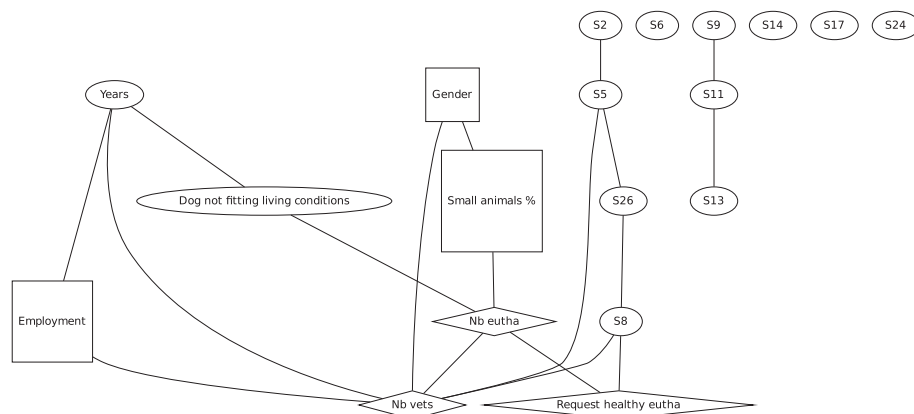 S2
S6
S9
S14
S17
S24
Years
Gender
S5
S11
Dog not fitting living conditions
Small animals %
S26
S13
Employment
Nb eutha
S8
Nb vets
Request healthy eutha